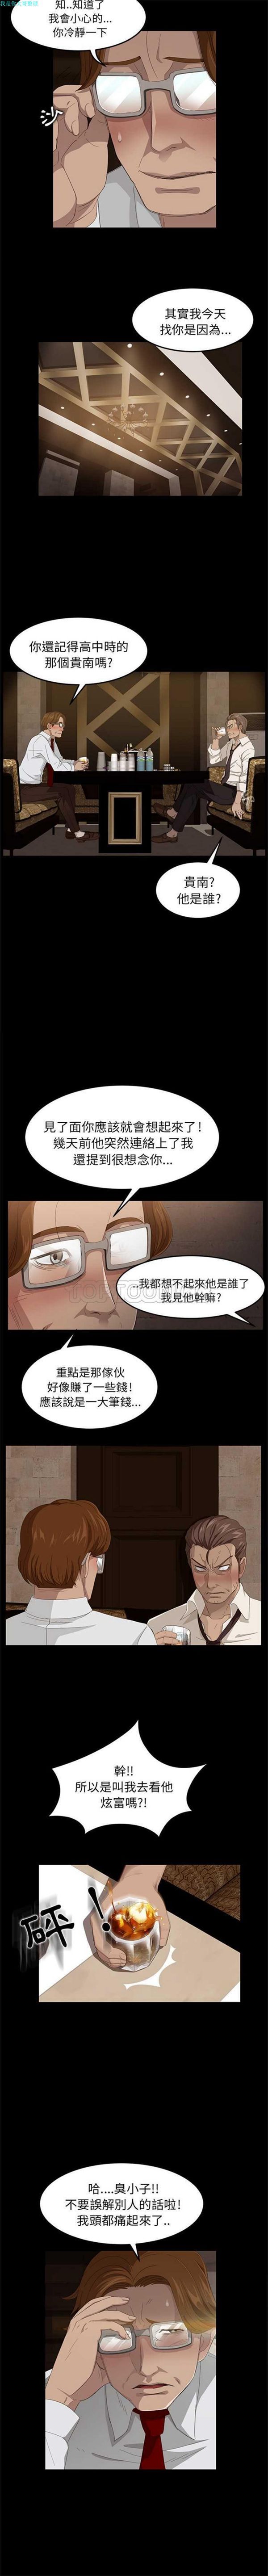 知..知道了
我會小心的...
你冷靜一下
沙
其實我今天
找你是因為...
你還記得高中時的
那個貴南嗎?
貴南?
他是誰?
見了面你應該就會想起來了!
幾天前他突然連絡上了我
還提到很想念你...
..我都想不起來他是誰了
我見他幹嘛?
TOPTOON
重點是那傢伙
好像賺了一些錢!
應該說是一大筆錢...
幹!!
所以是叫我去看他
炫富嗎?!
砰!
哈....臭小子!!
不要誤解別人的話啦!
我頭都痛起來了..